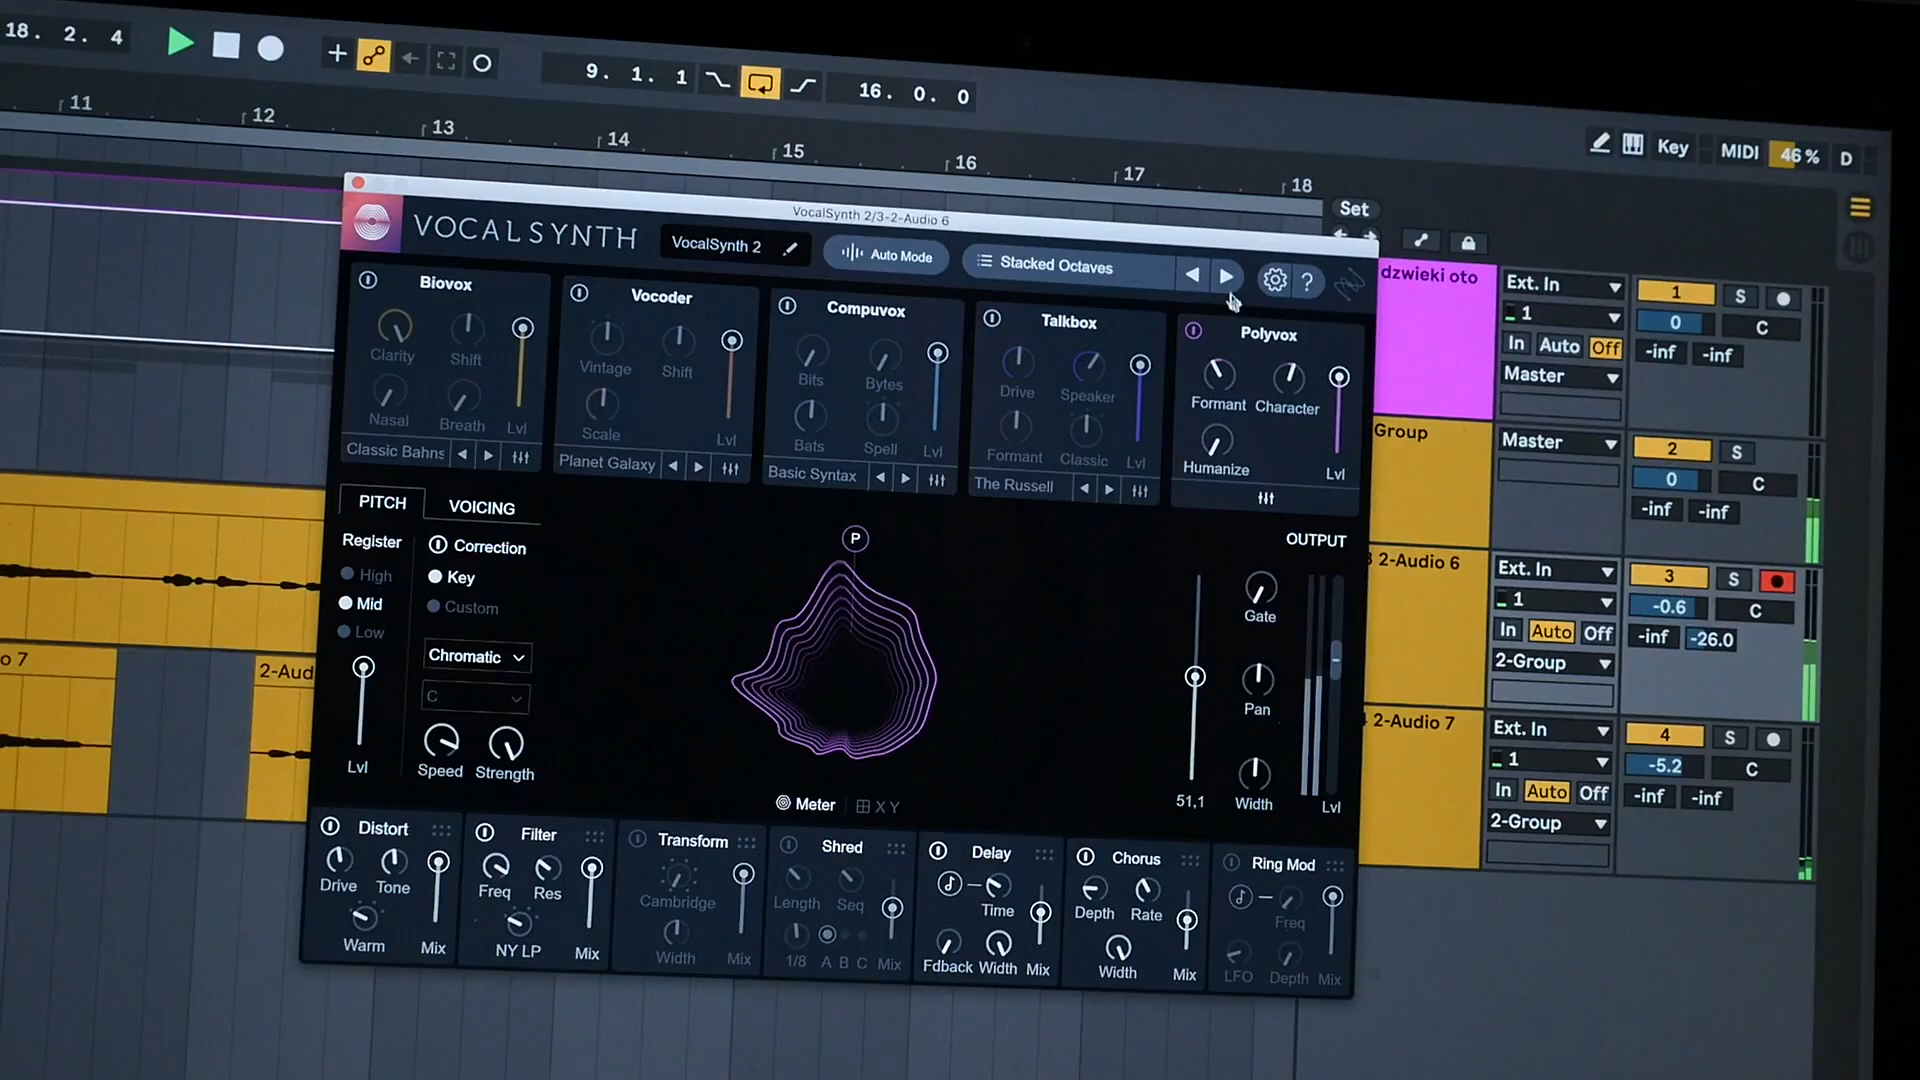 18. 2. 4
9. 1. 1
16. 0. 0
11
12
13
14
15
16
17
18
Key
MIDI
46 %
D
Set
VocalSynth 2/3-2-Audio 6
VOCALSYNTH
VocalSynth 2
Auto Mode
Stacked Octaves
?
Biovox
Clarity
Shift
Nasal
Breath
Lvl
Classic Bahns
Vocoder
Vintage
Shift
Scale
Lvl
Planet Galaxy
Compuvox
Bits
Bytes
Bats
Spell
Lvl
Basic Syntax
Talkbox
Drive
Speaker
Formant
Classic
Lvl
The Russell
Polyvox
Formant
Character
Humanize
Lvl
PITCH
VOICING
Register
High
Mid
Low
Lvl
Correction
Key
Custom
Chromatic
C
Speed
Strength
P
Meter
X Y
OUTPUT
Gate
Pan
Width
51,1
Lvl
Distort
Drive
Tone
Warm
Mix
Filter
Freq
Res
NY LP
Mix
Transform
Cambridge
Width
Mix
Shred
Length
Seq
1/8
A B C
Mix
Delay
Time
Fdback
Width
Mix
Chorus
Depth
Rate
Width
Mix
Ring Mod
Freq
LFO
Depth
Mix
dzwieki oto
Ext. In
1
In
Auto
Off
Master
1
S
0
C
-inf
-inf
Group
Master
2
S
0
C
-inf
-inf
2-Audio 6
Ext. In
1
In
Auto
Off
2-Group
3
S
-0.6
C
-inf
-26.0
2-Audio 7
Ext. In
1
In
Auto
Off
2-Group
4
S
-5.2
C
-inf
-inf
o 7
2-Aud